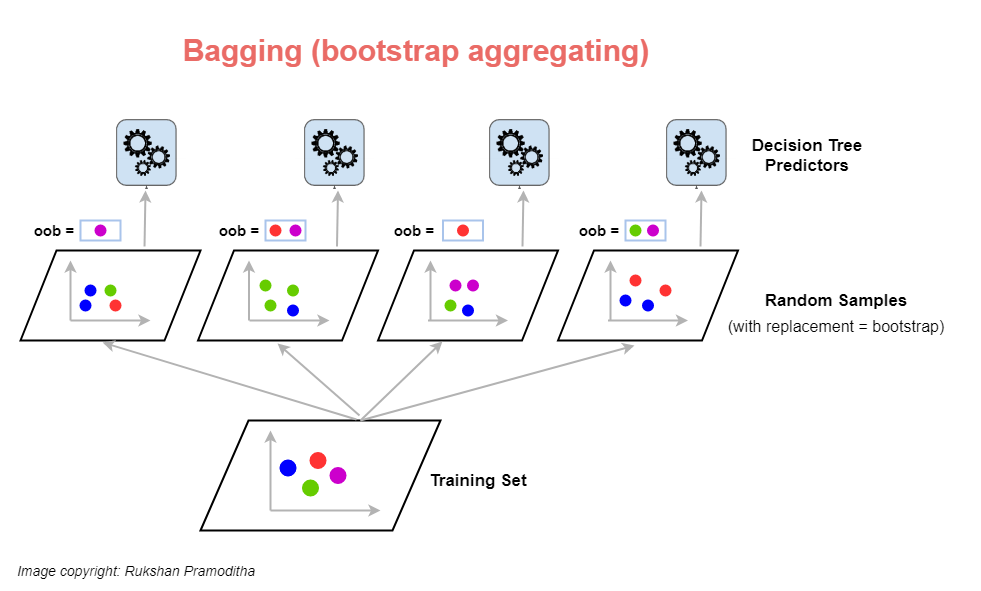 Bagging (bootstrap aggregating)
Decision Tree
Predictors
oob =
oob =
oob =
oob =
Random Samples
(with replacement = bootstrap)
Training Set
Image copyright: Rukshan Pramoditha